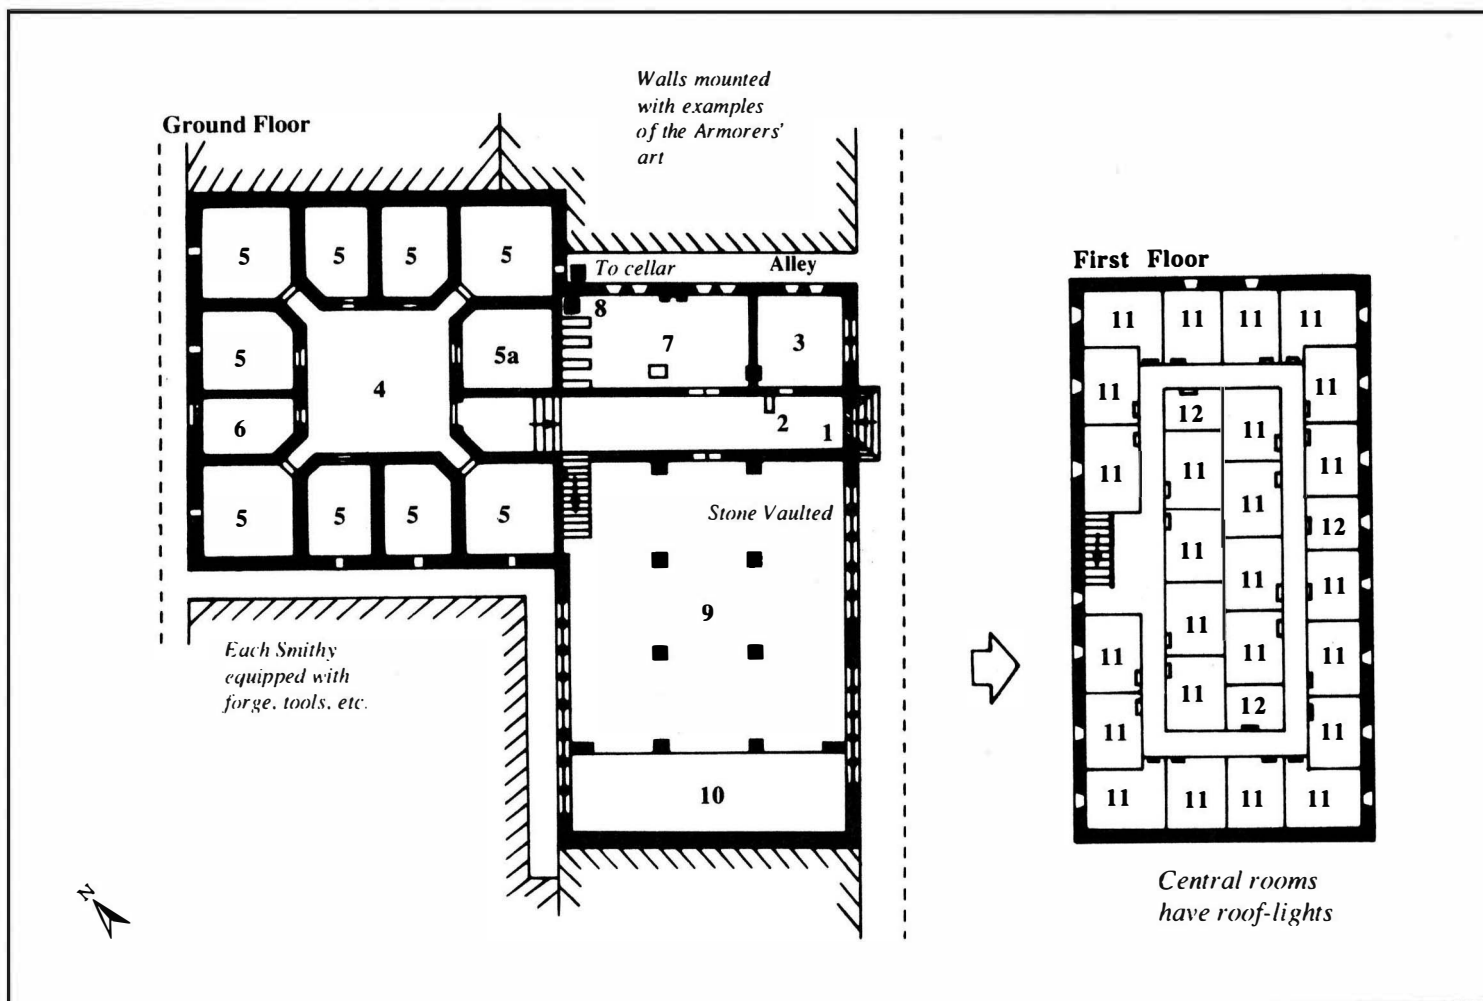 Walls mounted
with examples
of the Armorers'
art
Ground Floor
5 5 5 5
To cellar
Alley
8
5 5a 7 3
4
6 2 1
5 5 5 5
Stone Vaulted
9
Each Smithy
equipped with
forge, tools, etc.
10
N
First Floor
11 11 11 11
11 11
12 11
11 11 11
11
12
11 11 11
11 11
11 11
11 12 11
11 11 11 11
Central rooms
have roof-lights